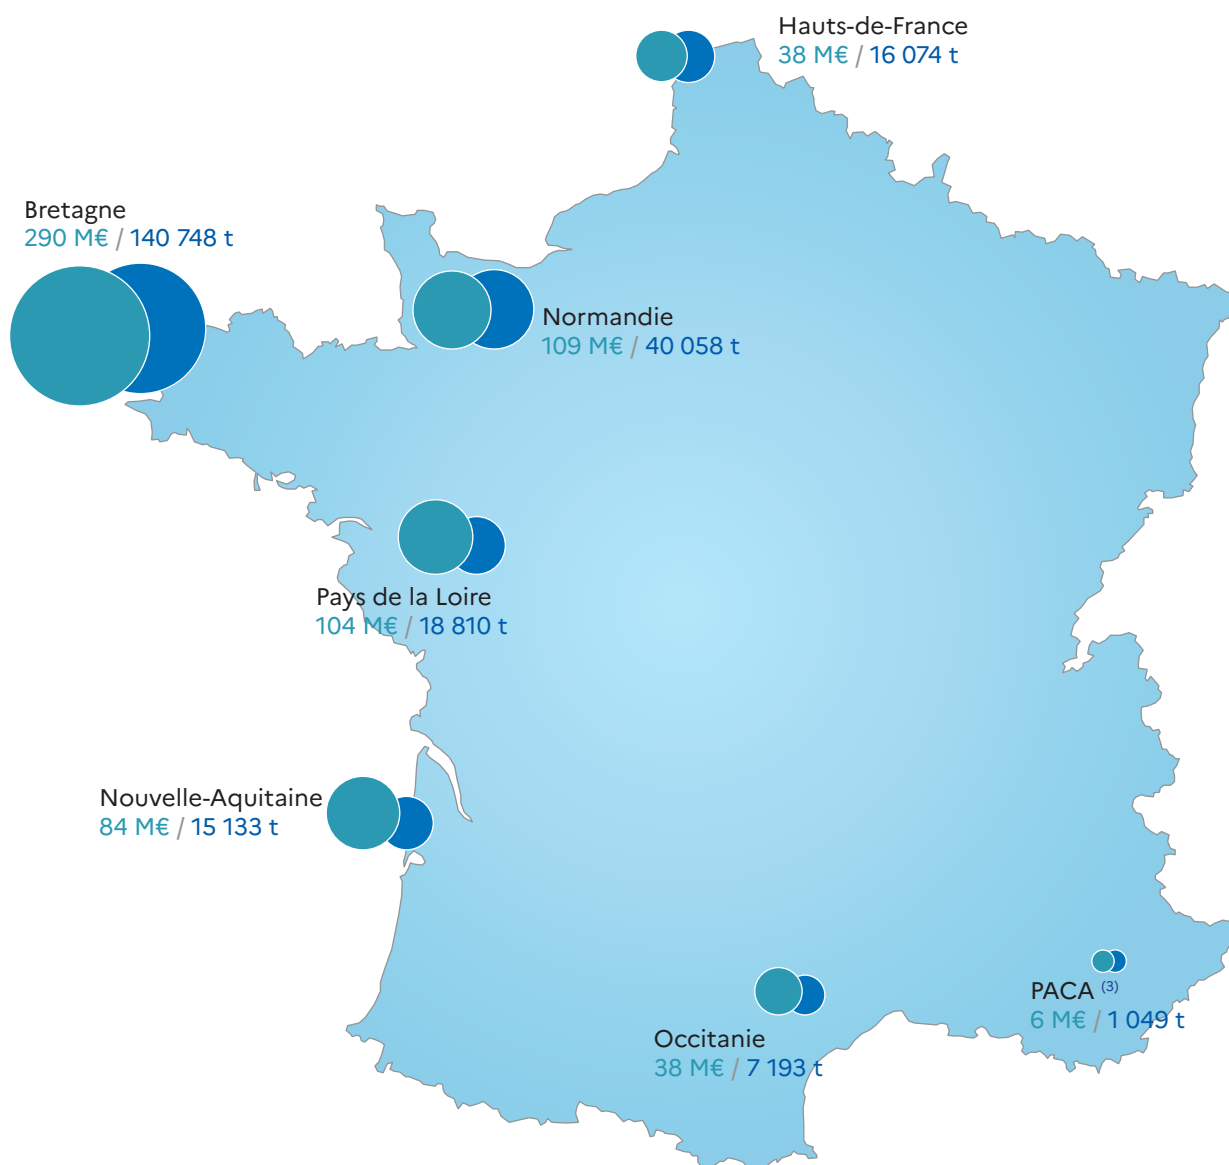 Hauts-de-France
38 M€ / 16 074 t
Bretagne
290 M€ / 140 748 t
Normandie
109 M€ / 40 058 t
Pays de la Loire
104 M€ / 18 810 t
Nouvelle-Aquitaine
84 M€ / 15 133 t
PACA (3)
6 M€ / 1 049 t
Occitanie
38 M€ / 7 193 t